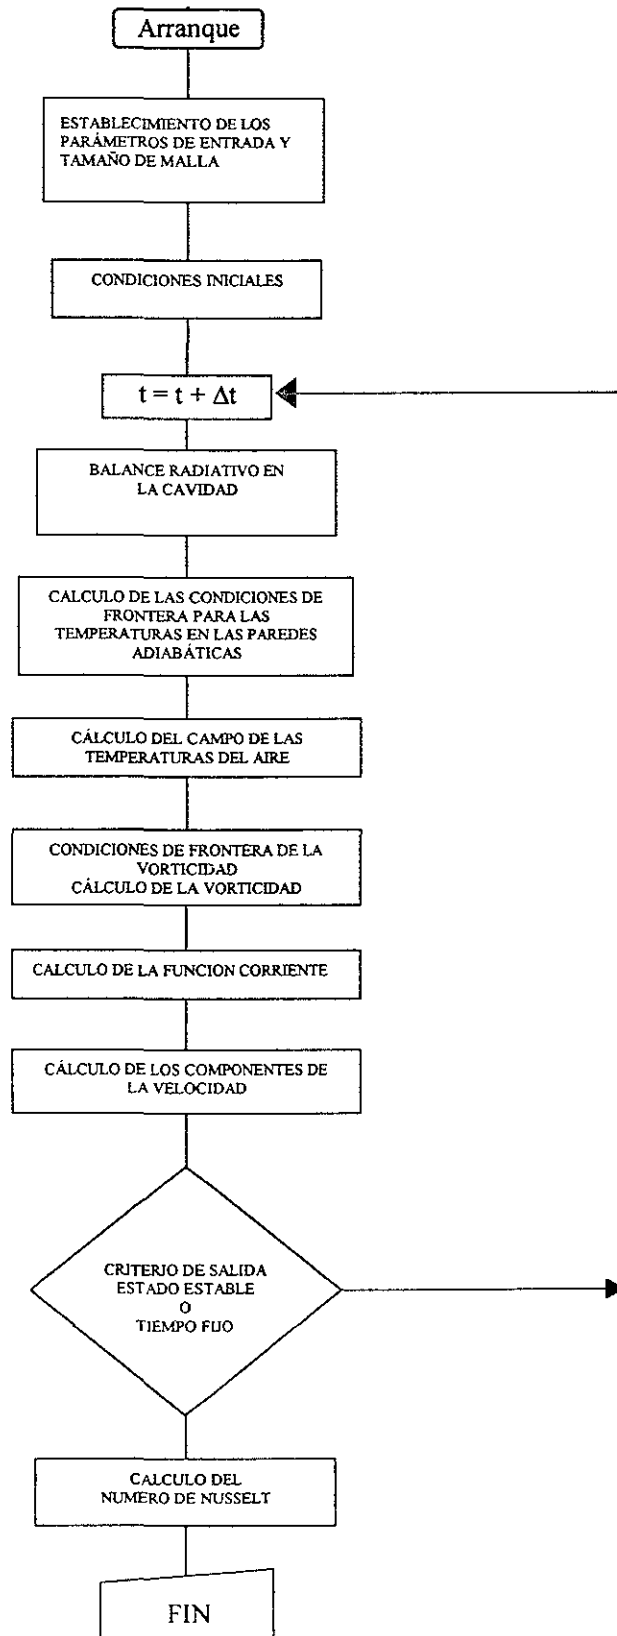 Arranque
ESTABLECIMIENTO DE LOS
PARÁMETROS DE ENTRADA Y
TAMAÑO DE MALLA
CONDICIONES INICIALES
t = t + Δt
BALANCE RADIATIVO EN
LA CAVIDAD
CALCULO DE LAS CONDICIONES DE
FRONTERA PARA LAS
TEMPERATURAS EN LAS PAREDES
ADIABÁTICAS
CÁLCULO DEL CAMPO DE LAS
TEMPERATURAS DEL AIRE
CONDICIONES DE FRONTERA DE LA
VORTICIDAD
CÁLCULO DE LA VORTICIDAD
CALCULO DE LA FUNCION CORRIENTE
CÁLCULO DE LOS COMPONENTES DE
LA VELOCIDAD
CRITERIO DE SALIDA
ESTADO ESTABLE
O
TIEMPO FIJO
CALCULO DEL
NUMERO DE NUSSELT
FIN